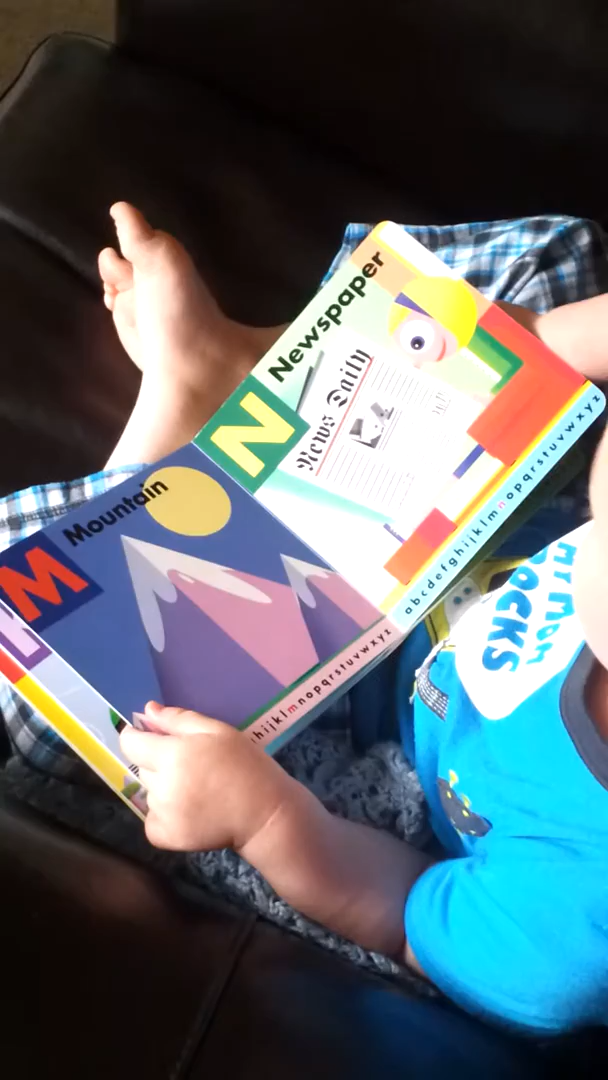 M
Mountain
hijklmnopqrstuvwxyz
N
Newspaper
News Daily
abcdefghijklmnopqrstuvwxyz
My Mom
ROCKS